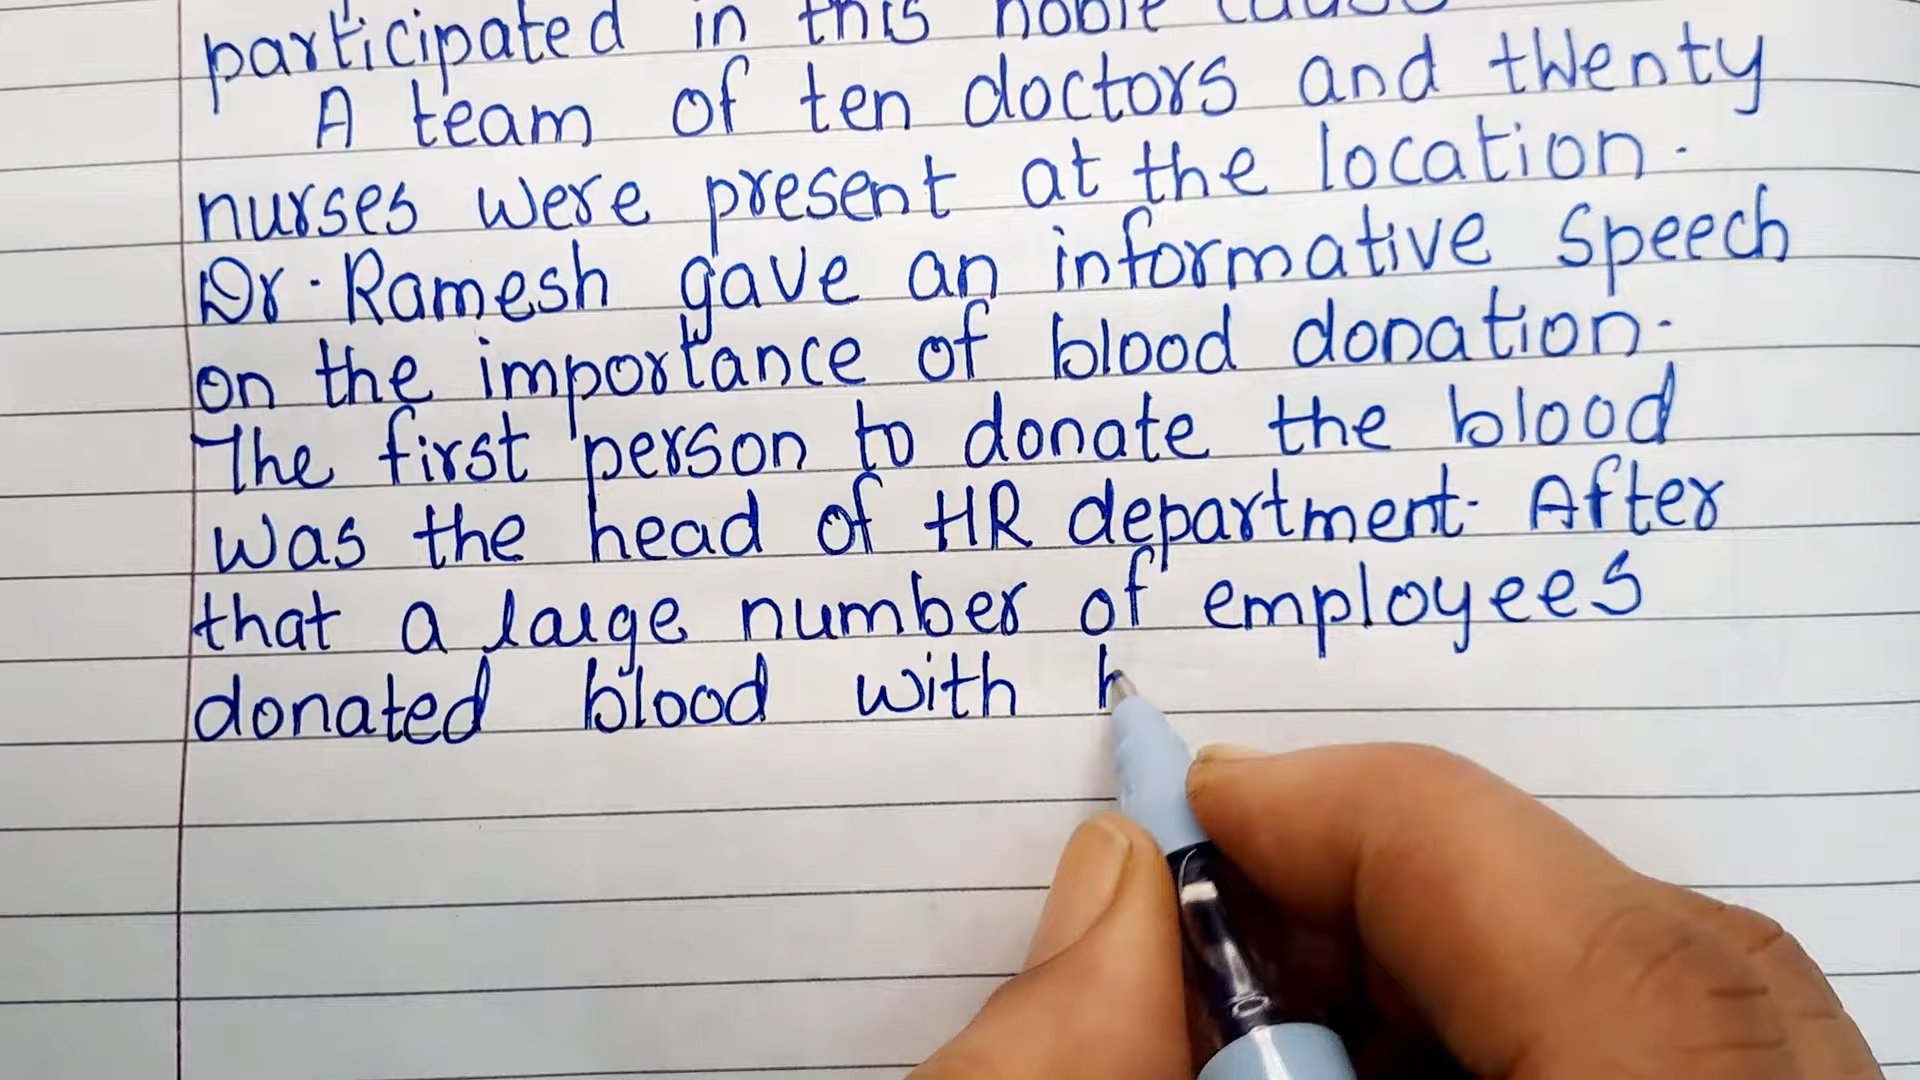 participated in this noble cause
A team of ten doctors and twenty
nurses were present at the location.
Dr. Ramesh gave an informative speech
on the importance of blood donation.
The first person to donate the blood
was the head of HR department. After
that a large number of employees
donated blood with h